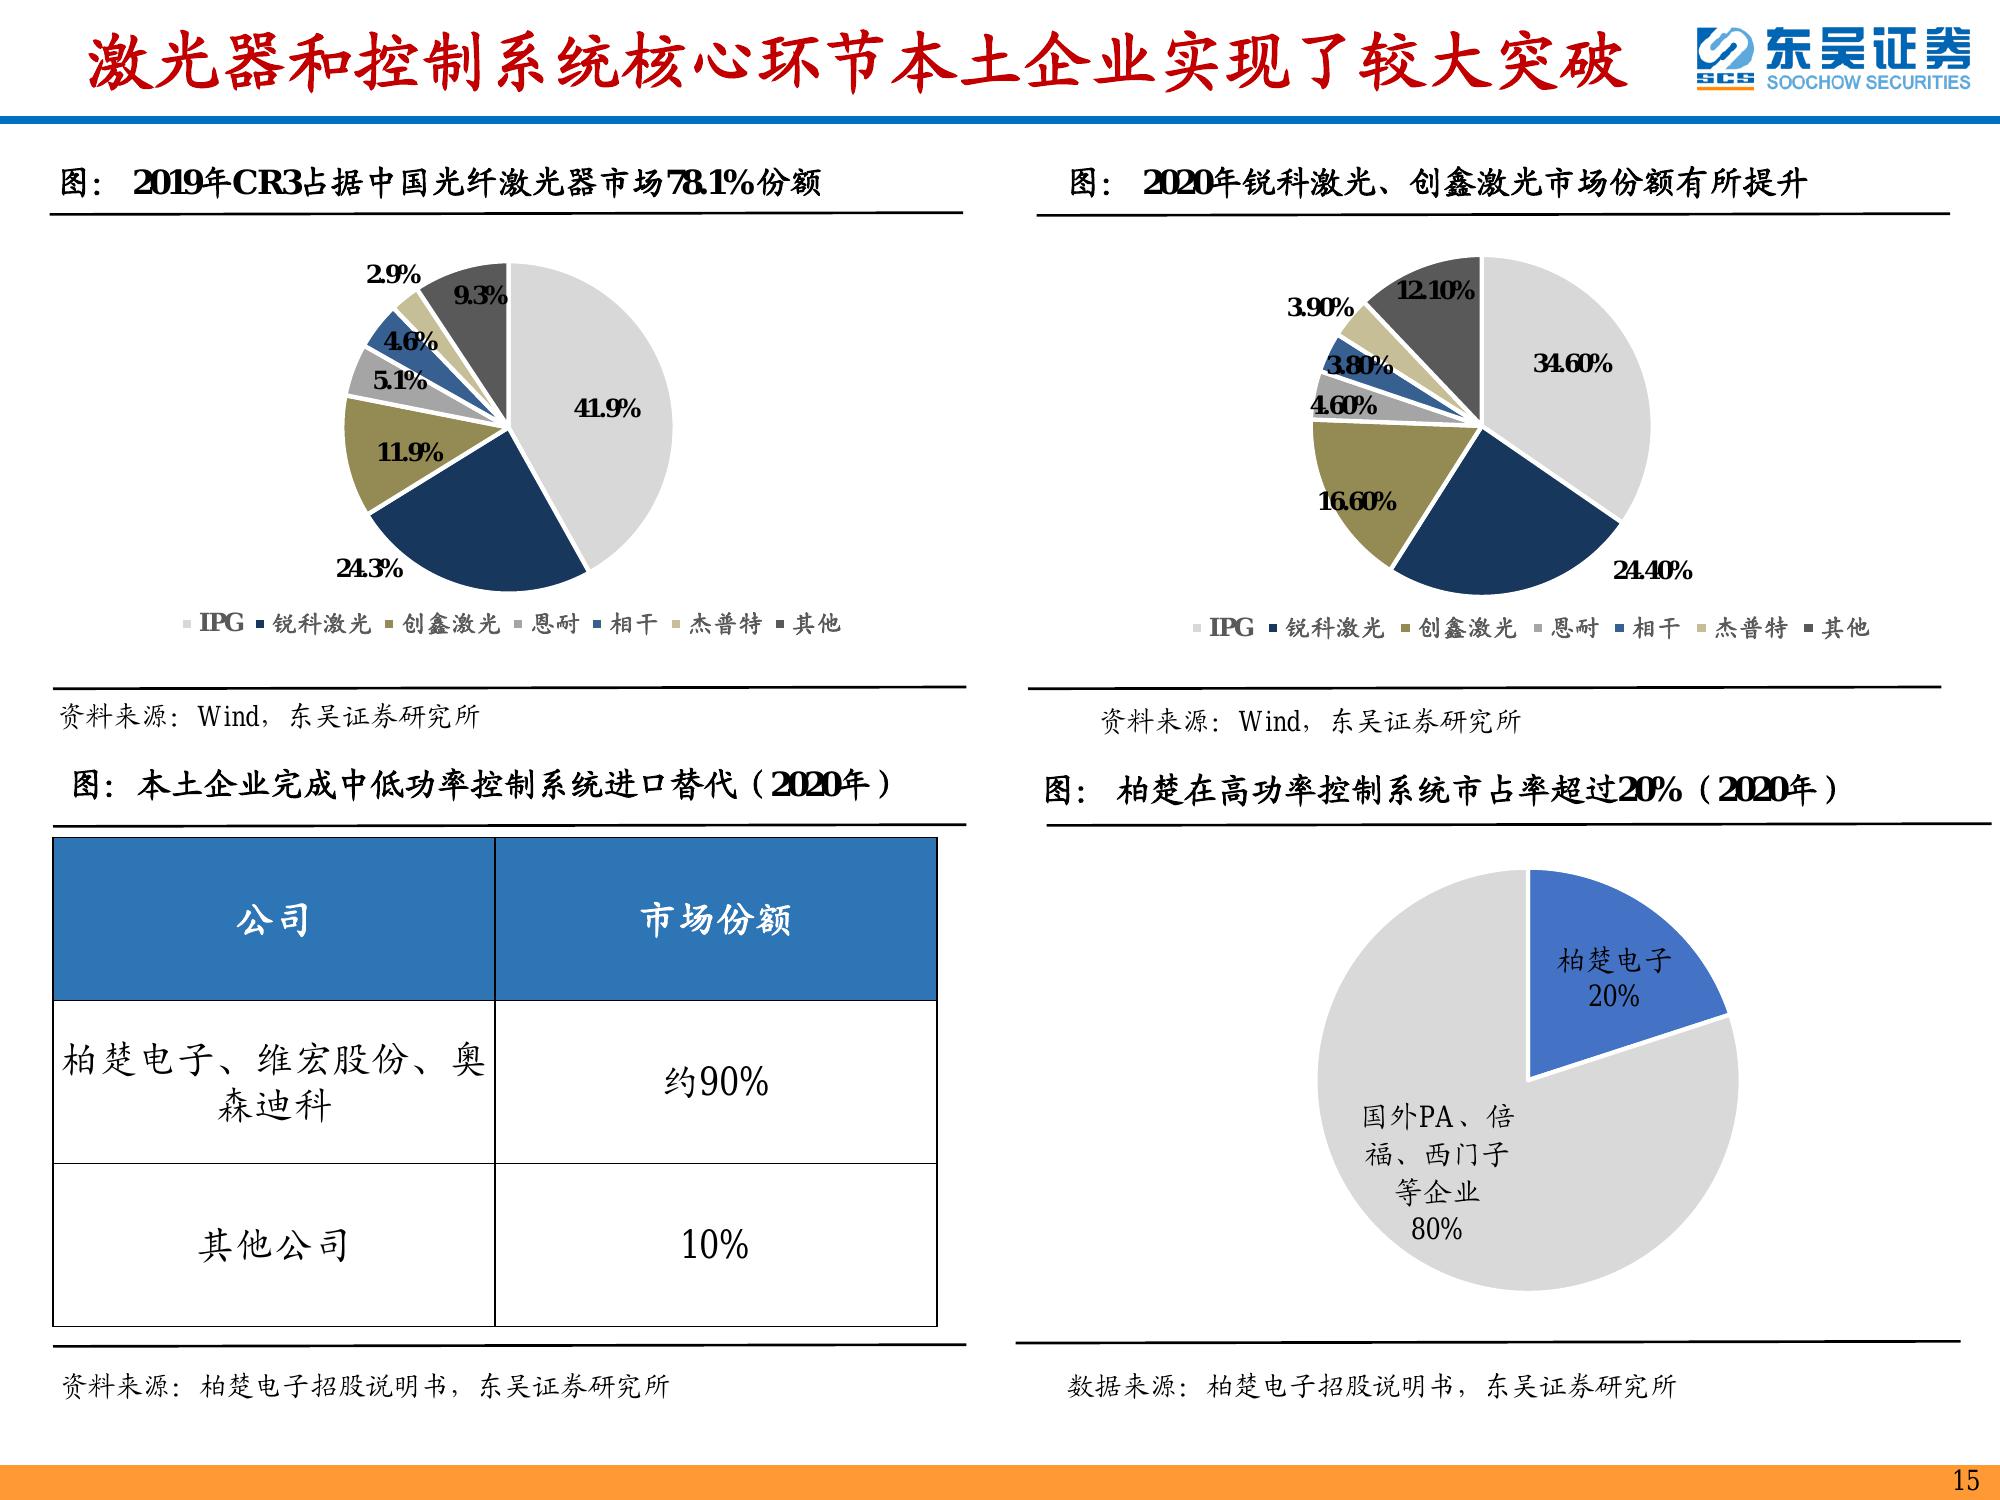 激光器和控制系统核心环节本土企业实现了较大突破
东吴证券
SCS
SOOCHOW SECURITIES
图： 2019年CR3占据中国光纤激光器市场78.1%份额
2.9%
9.3%
4.6%
5.1%
41.9%
11.9%
24.3%
IPG 锐科激光 创鑫激光 恩耐 相干 杰普特 其他
资料来源：Wind，东吴证券研究所
图： 2020年锐科激光、创鑫激光市场份额有所提升
12.10%
3.90%
34.60%
3.80%
4.60%
16.60%
24.40%
IPG 锐科激光 创鑫激光 恩耐 相干 杰普特 其他
资料来源：Wind，东吴证券研究所
图：本土企业完成中低功率控制系统进口替代（2020年）
公司 市场份额
柏楚电子、维宏股份、奥
森迪科
约90%
其他公司 10%
资料来源：柏楚电子招股说明书，东吴证券研究所
图： 柏楚在高功率控制系统市占率超过20%（2020年）
柏楚电子
20%
国外PA、倍
福、西门子
等企业
80%
数据来源：柏楚电子招股说明书，东吴证券研究所
15